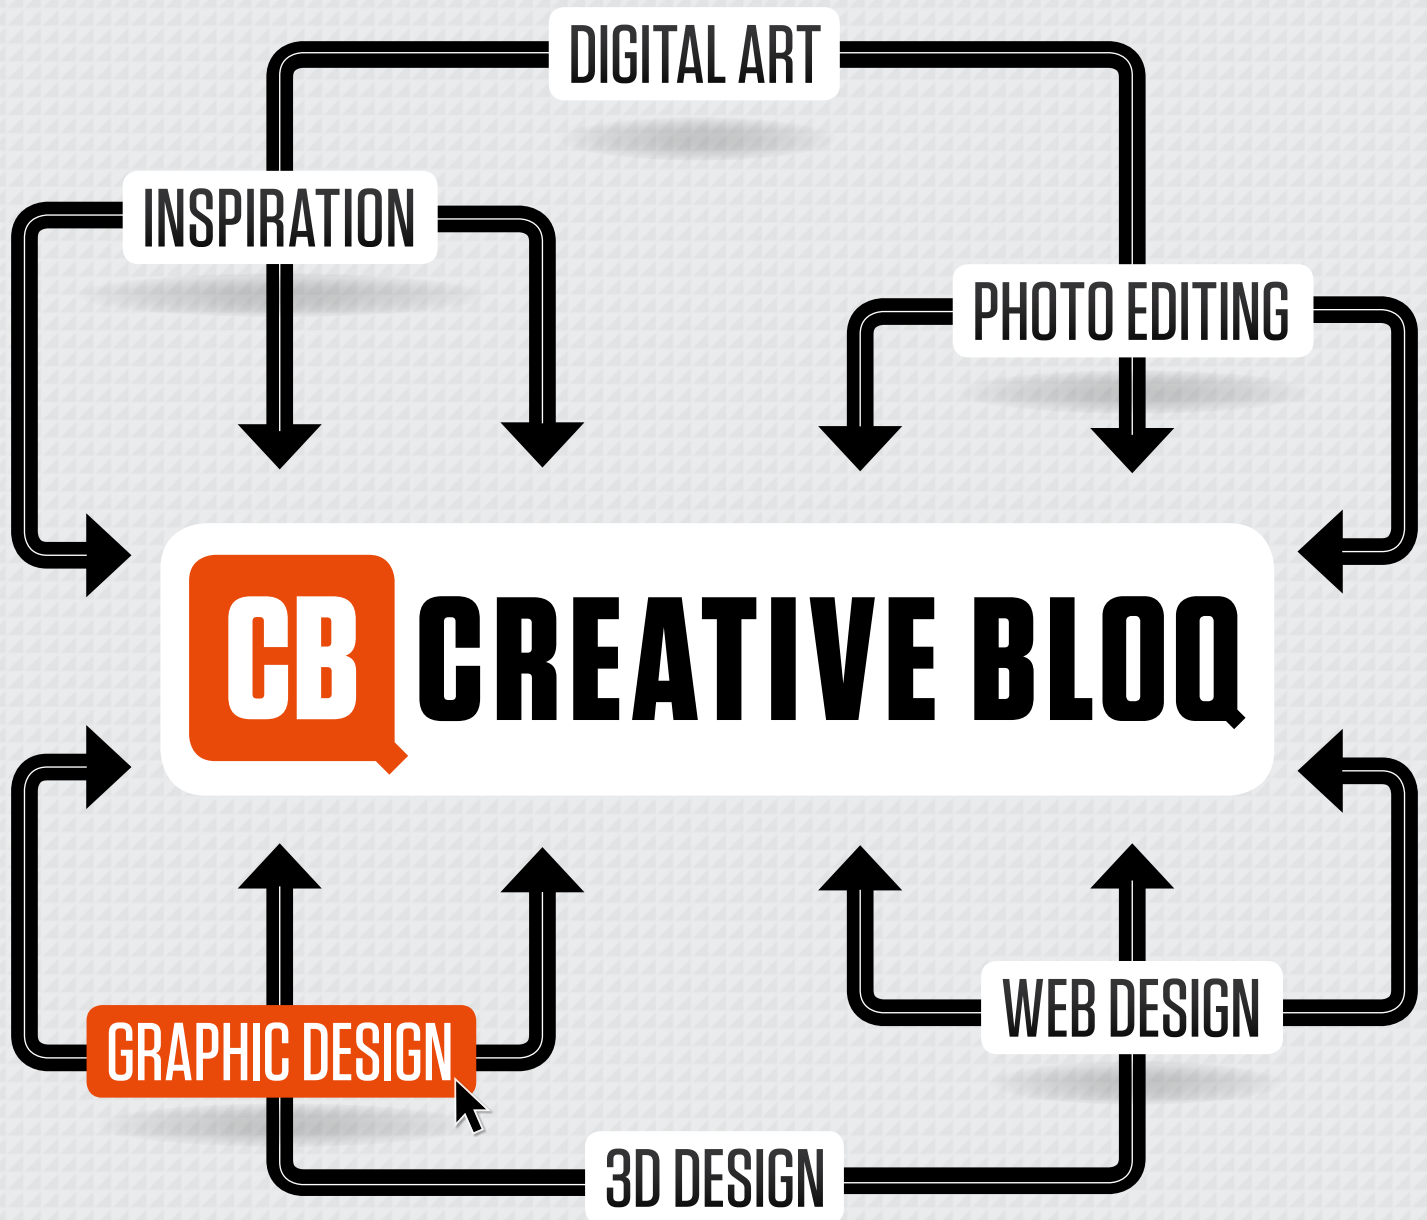 DIGITAL ART
INSPIRATION
PHOTO EDITING
CB CREATIVE BLOQ
WEB DESIGN
GRAPHIC DESIGN
3D DESIGN